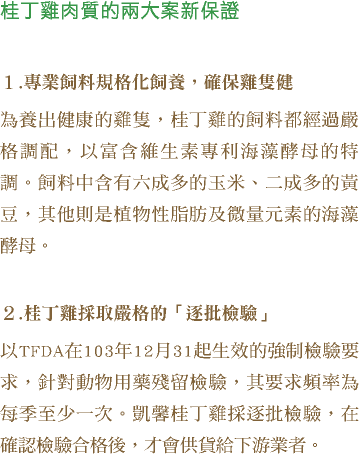 桂丁雞肉質的兩大案新保證
１.專業飼料規格化飼養，確保雞隻健
為養出健康的雞隻，桂丁雞的飼料都經過嚴
格調配，以富含維生素專利海藻酵母的特
調。飼料中含有六成多的玉米、二成多的黃
豆，其他則是植物性脂肪及微量元素的海藻
酵母。
２.桂丁雞採取嚴格的「逐批檢驗」
以TFDA在103年12月31起生效的強制檢驗要
求，針對動物用藥殘留檢驗，其要求頻率為
每季至少一次。凱馨桂丁雞採逐批檢驗，在
確認檢驗合格後，才會供貨給下游業者。